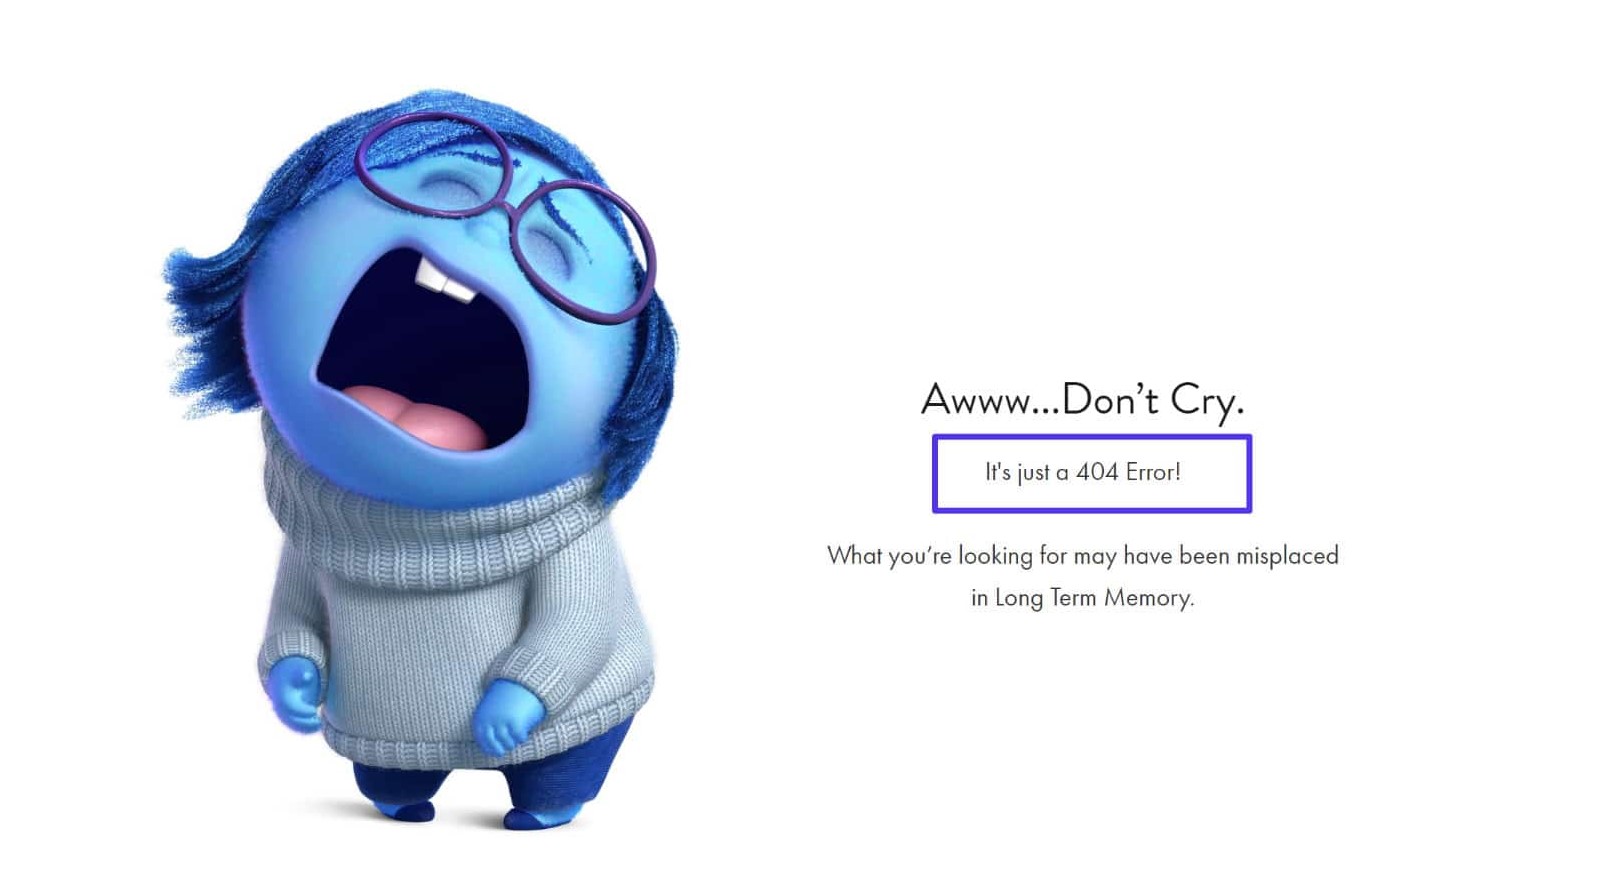 Awww...Don’t Cry.
It's just a 404 Error!
What you’re looking for may have been misplaced
in Long Term Memory.